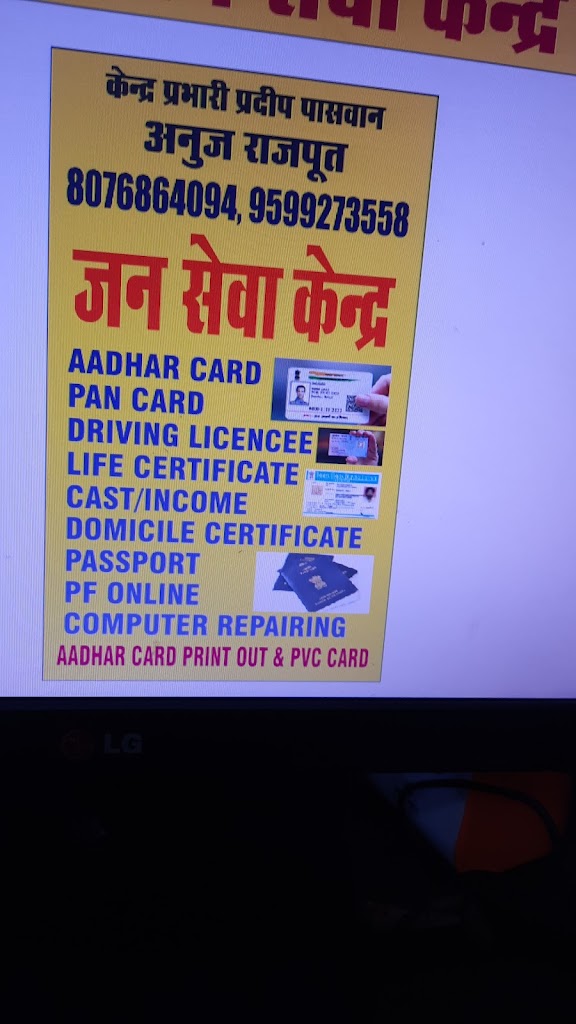 सेवा केन्द्र
केन्द्र प्रभारी प्रदीप पासवान
अनुज राजपूत
8076864094, 9599273558
जन सेवा केन्द्र
AADHAR CARD
PAN CARD
DRIVING LICENCEE
LIFE CERTIFICATE
CAST/INCOME
DOMICILE CERTIFICATE
PASSPORT
PF ONLINE
COMPUTER REPAIRING
AADHAR CARD PRINT OUT & PVC CARD
LG